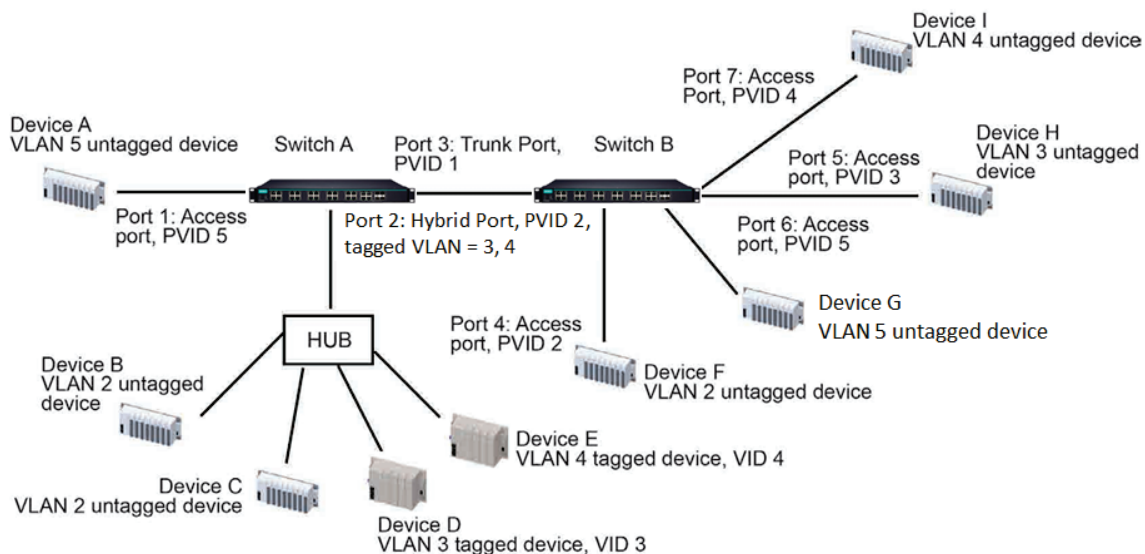 Device I
VLAN 4 untagged device
Port 7: Access
Port, PVID 4
Device A
VLAN 5 untagged device
Switch A
Port 3: Trunk Port,
PVID 1
Switch B
Device H
VLAN 3 untagged
device
Port 5: Access
port, PVID 3
Port 1: Access
port, PVID 5
Port 2: Hybrid Port, PVID 2,
tagged VLAN = 3, 4
Port 6: Access
port, PVID 5
Device G
VLAN 5 untagged device
HUB
Port 4: Access
port, PVID 2
Device B
VLAN 2 untagged
device
Device F
VLAN 2 untagged device
Device E
VLAN 4 tagged device, VID 4
Device C
VLAN 2 untagged device
Device D
VLAN 3 tagged device, VID 3